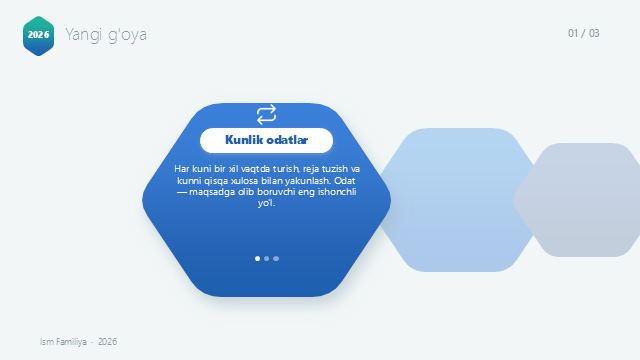 2026
Yangi g'oya
01 / 03
Kunlik odatlar
Har kuni bir xil vaqtda turish, reja tuzish va
kunni qisqa xulosa bilan yakunlash. Odat
— maqsadga olib boruvchi eng ishonchli
yo'l.
Ism Familiya · 2026